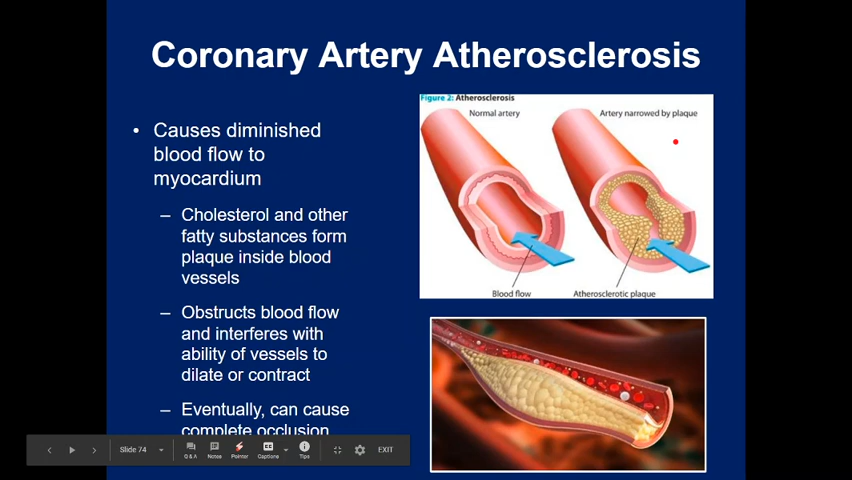 Coronary Artery Atherosclerosis
• Causes diminished
blood flow to
myocardium
– Cholesterol and other
fatty substances form
plaque inside blood
vessels
– Obstructs blood flow
and interferes with
ability of vessels to
dilate or contract
– Eventually, can cause
complete occlusion
Figure 2: Atherosclerosis
Normal artery
Artery narrowed by plaque
Blood flow
Atherosclerotic plaque
Slide 74
Q & A
Notes
Pointer
Captions
Tips
EXIT